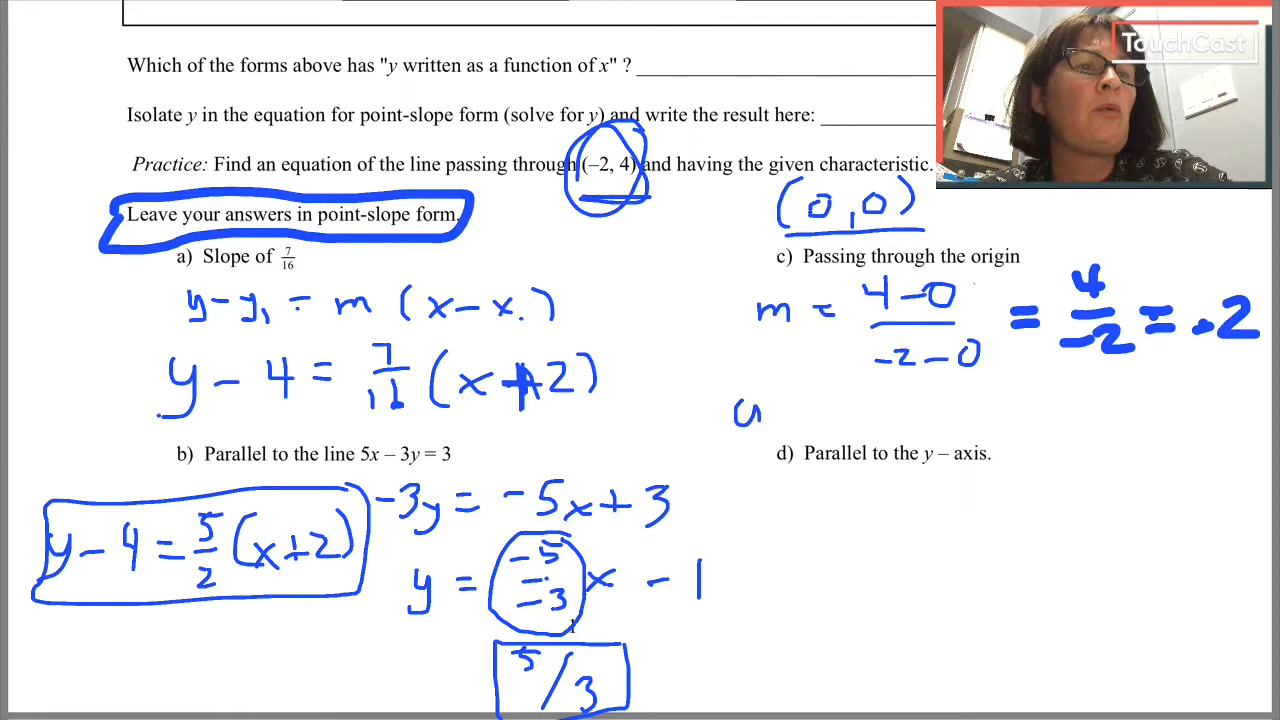 TouchCast
Which of the forms above has "y written as a function of x" ?
Isolate y in the equation for point-slope form (solve for y) and write the result here:
Practice: Find an equation of the line passing through (–2, 4) and having the given characteristic.
(0,0)
Leave your answers in point-slope form.
a) Slope of 7/16
y - y₁ = m(x - x₁)
y - 4 = 7/16 (x + 2)
c) Passing through the origin
m = 4-0/-2-0 = 4/-2 = -2
b) Parallel to the line 5x – 3y = 3
-3y = -5x + 3
y - 4 = 5/2 (x+2)
y = -5/-3 x - 1
5/3
d) Parallel to the y – axis.
1